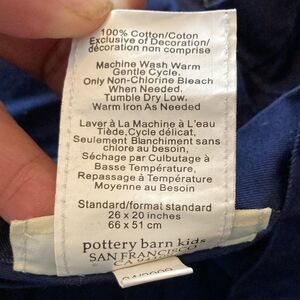 100% Cotton/Coton
Exclusive of Decoration/
décoration non comprise
Machine Wash Warm
Gentle Cycle.
Only Non-Chlorine Bleach
When Needed.
Tumble Dry Low.
Warm Iron As Needed
Laver à La Machine à L'eau
Tiède,Cycle délicat,
Seulement Blanchiment sans
chlore au besoin,
Séchage par Culbutage à
Basse Température,
Repassage à Température
Moyenne au Besoin
Standard/format standard
26 x 20 inches
66 x 51 cm
pottery barn kids
SAN FRANCISCO
CA